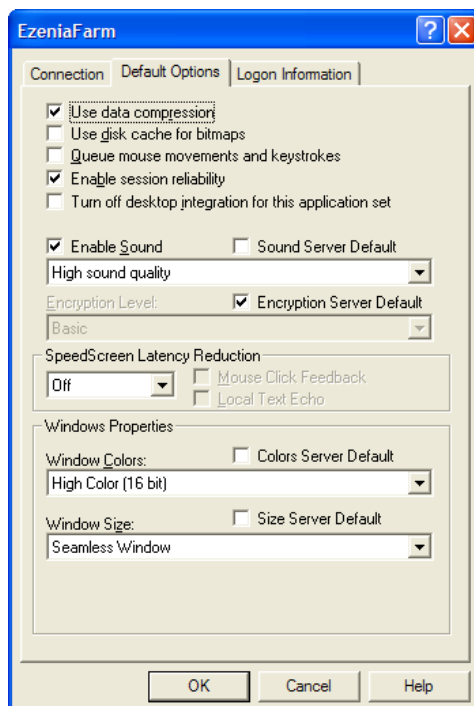 EzeniaFarm
Connection Default Options Logon Information
Use data compression
Use disk cache for bitmaps
Queue mouse movements and keystrokes
Enable session reliability
Turn off desktop integration for this application set
Enable Sound Sound Server Default
High sound quality
Encryption Level: Encryption Server Default
Basic
SpeedScreen Latency Reduction
Off Mouse Click Feedback
Local Text Echo
Windows Properties
Window Colors: Colors Server Default
High Color (16 bit)
Window Size: Size Server Default
Seamless Window
OK Cancel Help